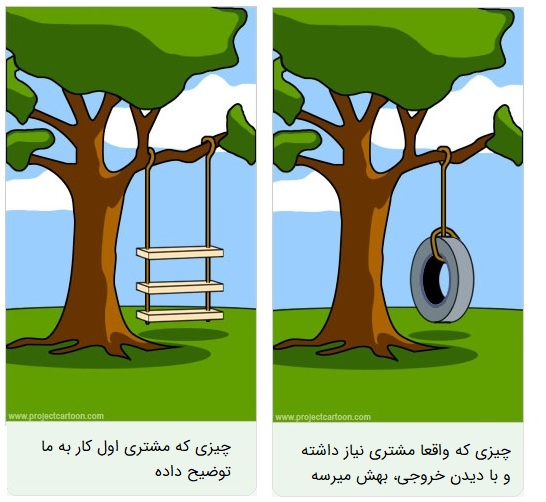 www.projectcartoon.com
www.projectcartoon.com
چیزی که واقعا مشتری نیاز داشته
و با دیدن خروجی، بهش میرسه
چیزی که مشتری اول کار به ما
توضیح داده